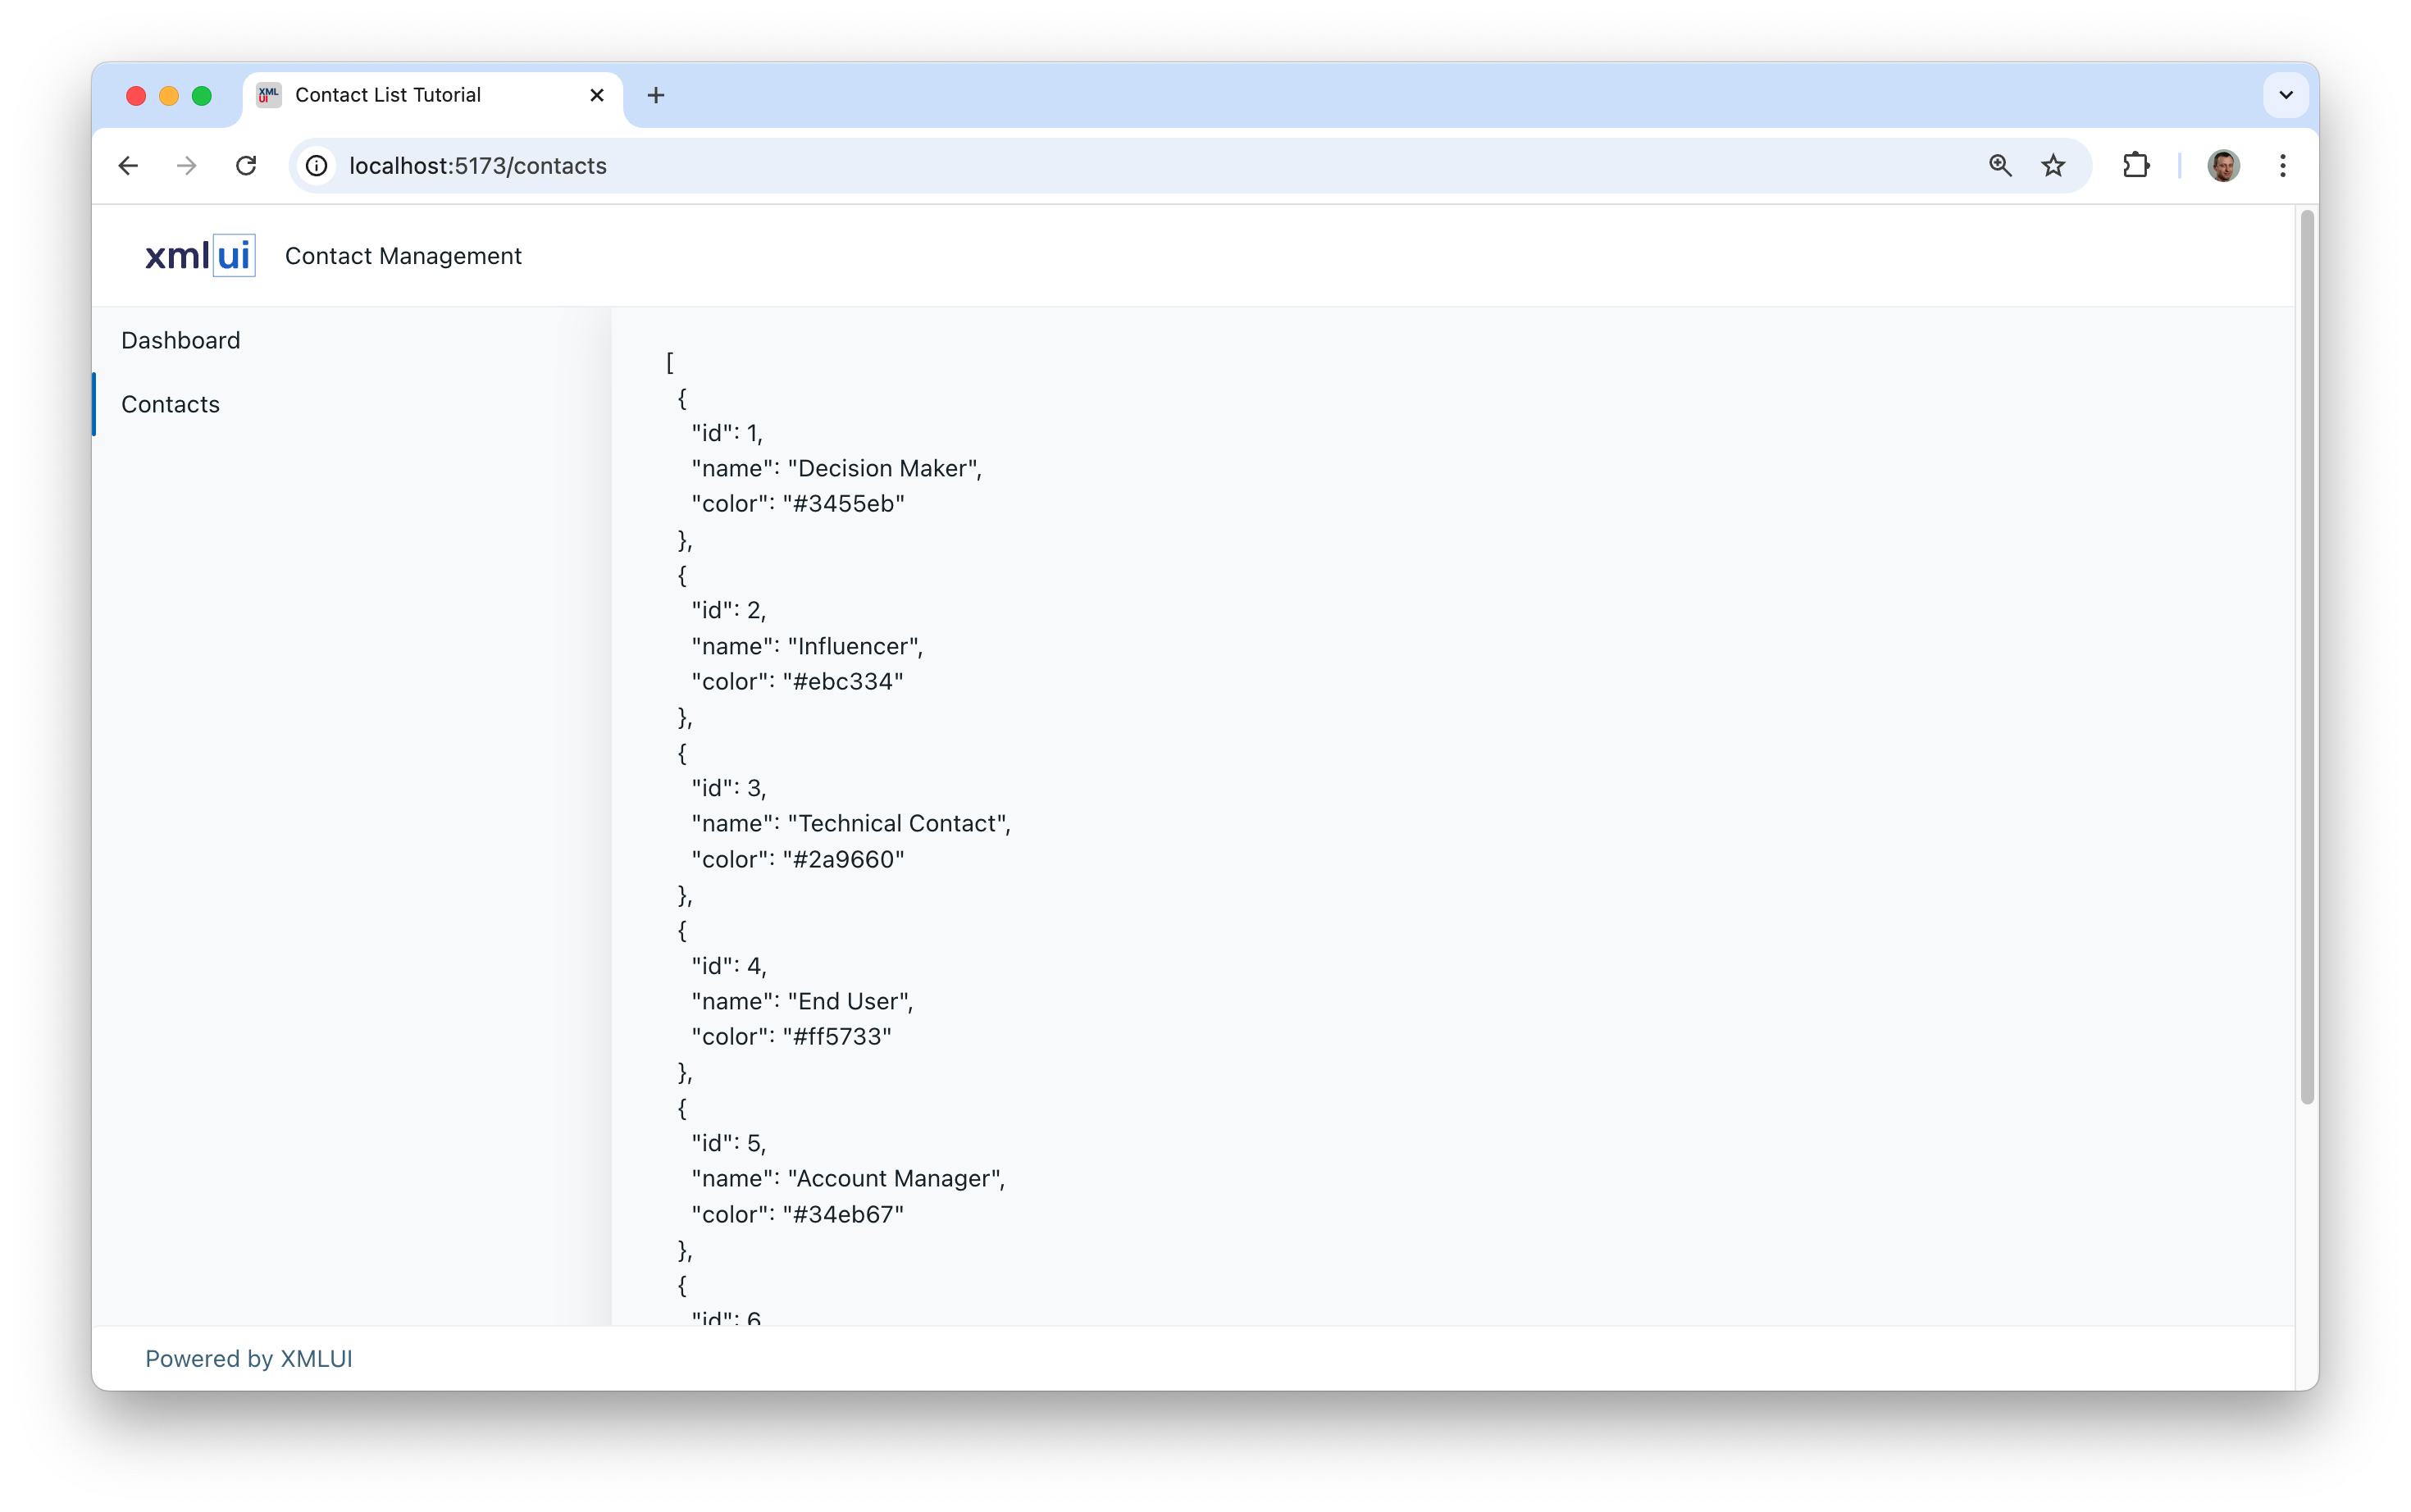 XML
UI
Contact List Tutorial
localhost:5173/contacts
xmlui
Contact Management
Dashboard
Contacts
[
{
"id": 1,
"name": "Decision Maker",
"color": "#3455eb"
},
{
"id": 2,
"name": "Influencer",
"color": "#ebc334"
},
{
"id": 3,
"name": "Technical Contact",
"color": "#2a9660"
},
{
"id": 4,
"name": "End User",
"color": "#ff5733"
},
{
"id": 5,
"name": "Account Manager",
"color": "#34eb67"
},
{
"id": 6
Powered by XMLUI